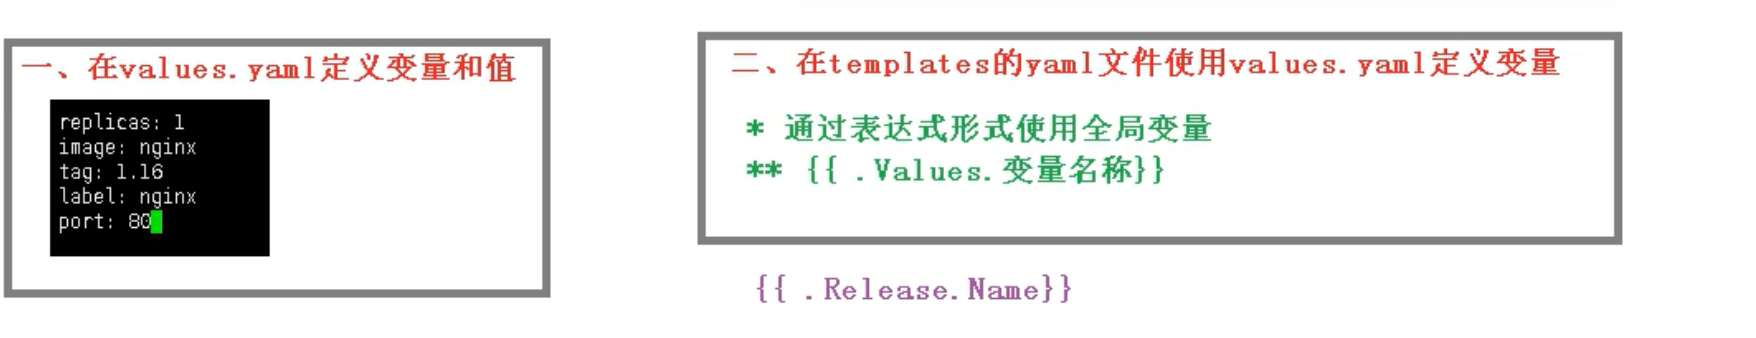 一、在values.yaml定义变量和值
replicas: 1
image: nginx
tag: 1.16
label: nginx
port: 80
二、在templates的yaml文件使用values.yaml定义变量
* 通过表达式形式使用全局变量
** {{ .Values.变量名称}}
{{ .Release.Name}}